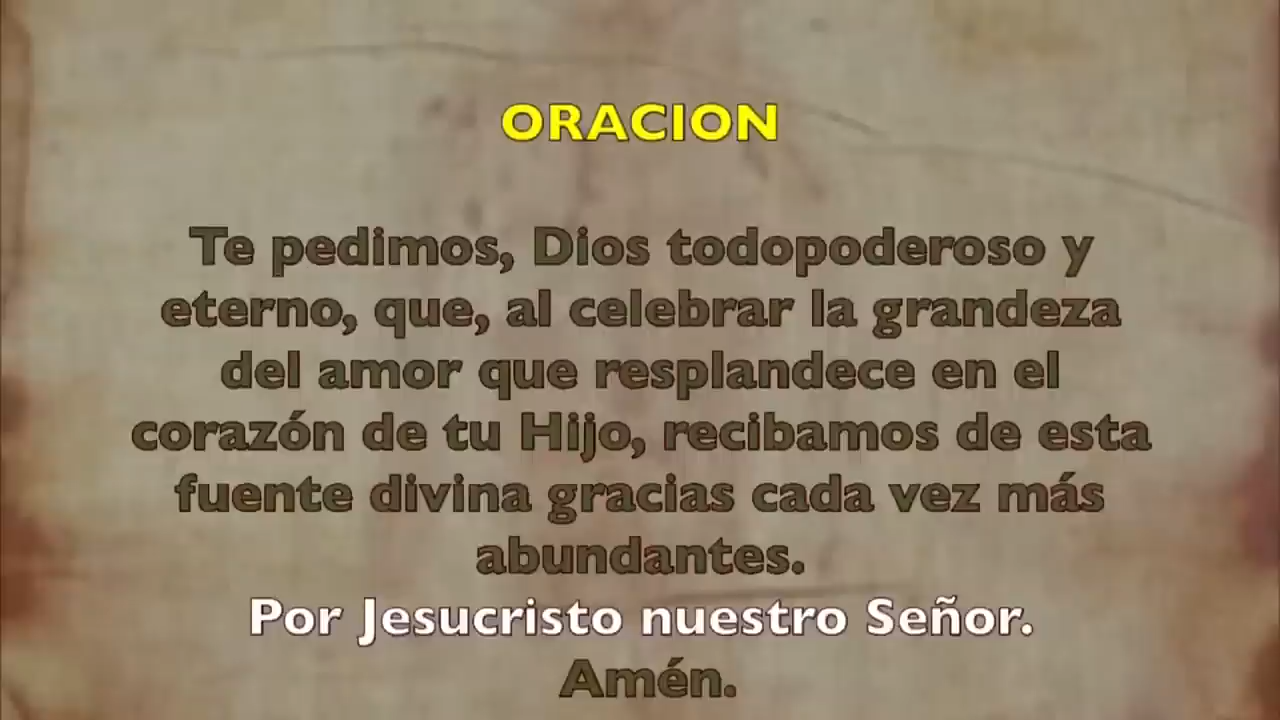 ORACION
Te pedimos, Dios todopoderoso y
eterno, que, al celebrar la grandeza
del amor que resplandece en el
corazón de tu Hijo, recibamos de esta
fuente divina gracias cada vez más
abundantes.
Por Jesucristo nuestro Señor.
Amén.